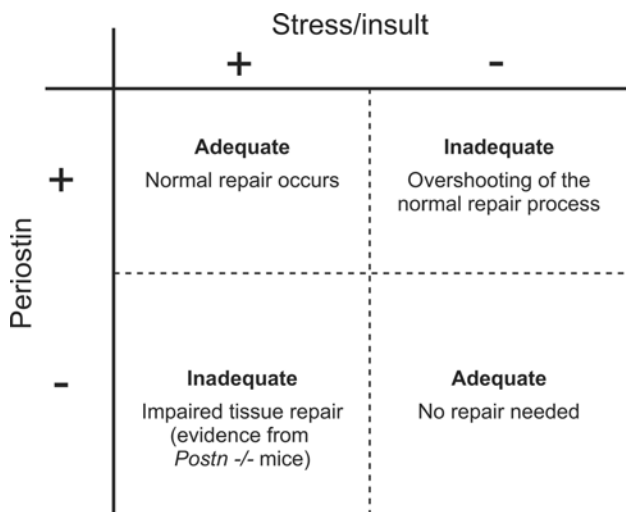 Stress/insult
+ -
Periostin
+
Adequate
Normal repair occurs
Inadequate
Overshooting of the
normal repair process
-
Inadequate
Impaired tissue repair
(evidence from
Postn -/- mice)
Adequate
No repair needed